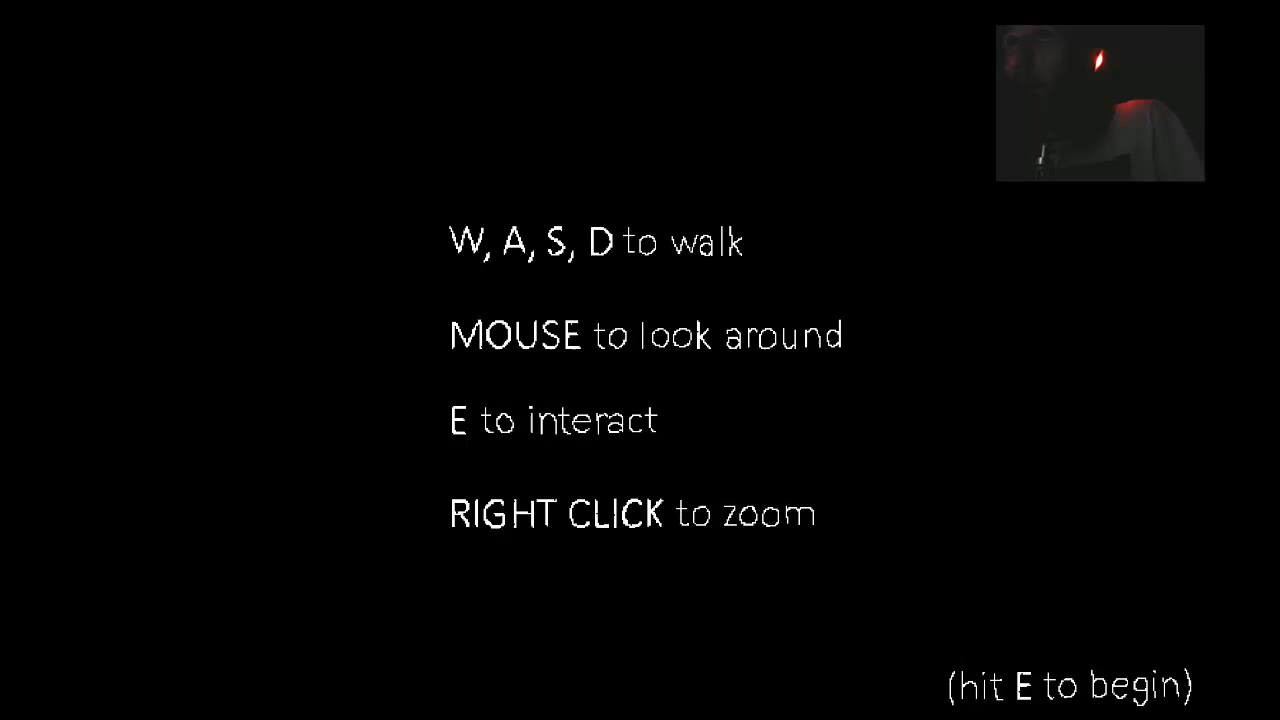 W, A, S, D to walk
MOUSE to look around
E to interact
RIGHT CLICK to zoom
(hit E to begin)